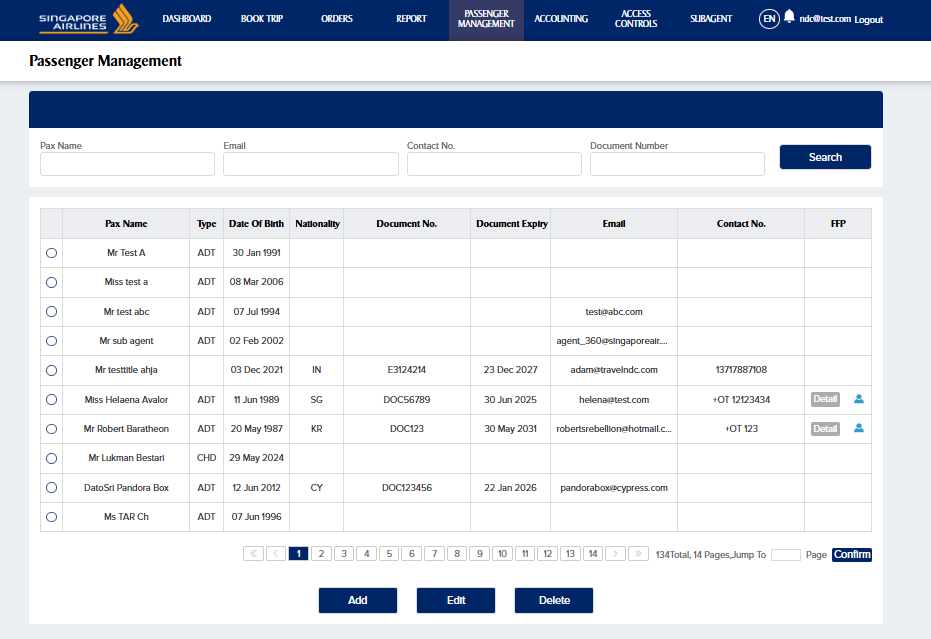 SINGAPORE AIRLINES
DASHBOARD BOOK TRIP ORDERS REPORT PASSENGER MANAGEMENT ACCOUNTING ACCESS CONTROLS SUBAGENT EN ndc@test.com Logout
Passenger Management
Pax Name Email Contact No. Document Number
Search
Pax Name Type Date Of Birth Nationality Document No. Document Expiry Email Contact No. FFP
Mr Test A ADT 30 Jan 1991
Miss test a ADT 08 Mar 2006
Mr test abc ADT 07 Jul 1994 test@abc.com
Mr sub agent ADT 02 Feb 2002 agent_360@singaporeair....
Mr testtitle ahja 03 Dec 2021 IN E3124214 23 Dec 2027 adam@travelndc.com 13717887108
Miss Helaena Avalor ADT 11 Jun 1989 SG DOC56789 30 Jun 2025 helena@test.com +OT 12123434 Detail
Mr Robert Baratheon ADT 20 May 1987 KR DOC123 30 May 2031 robertsrebellion@hotmail.c... +OT 123 Detail
Mr Lukman Bestari CHD 29 May 2024
DatoSri Pandora Box ADT 12 Jun 2012 CY DOC123456 22 Jan 2026 pandorabox@cypress.com
Ms TAR Ch ADT 07 Jun 1996
« < 1 2 3 4 5 6 7 8 9 10 11 12 13 14 > » 134Total, 14 Pages,Jump To Page Confirm
Add Edit Delete